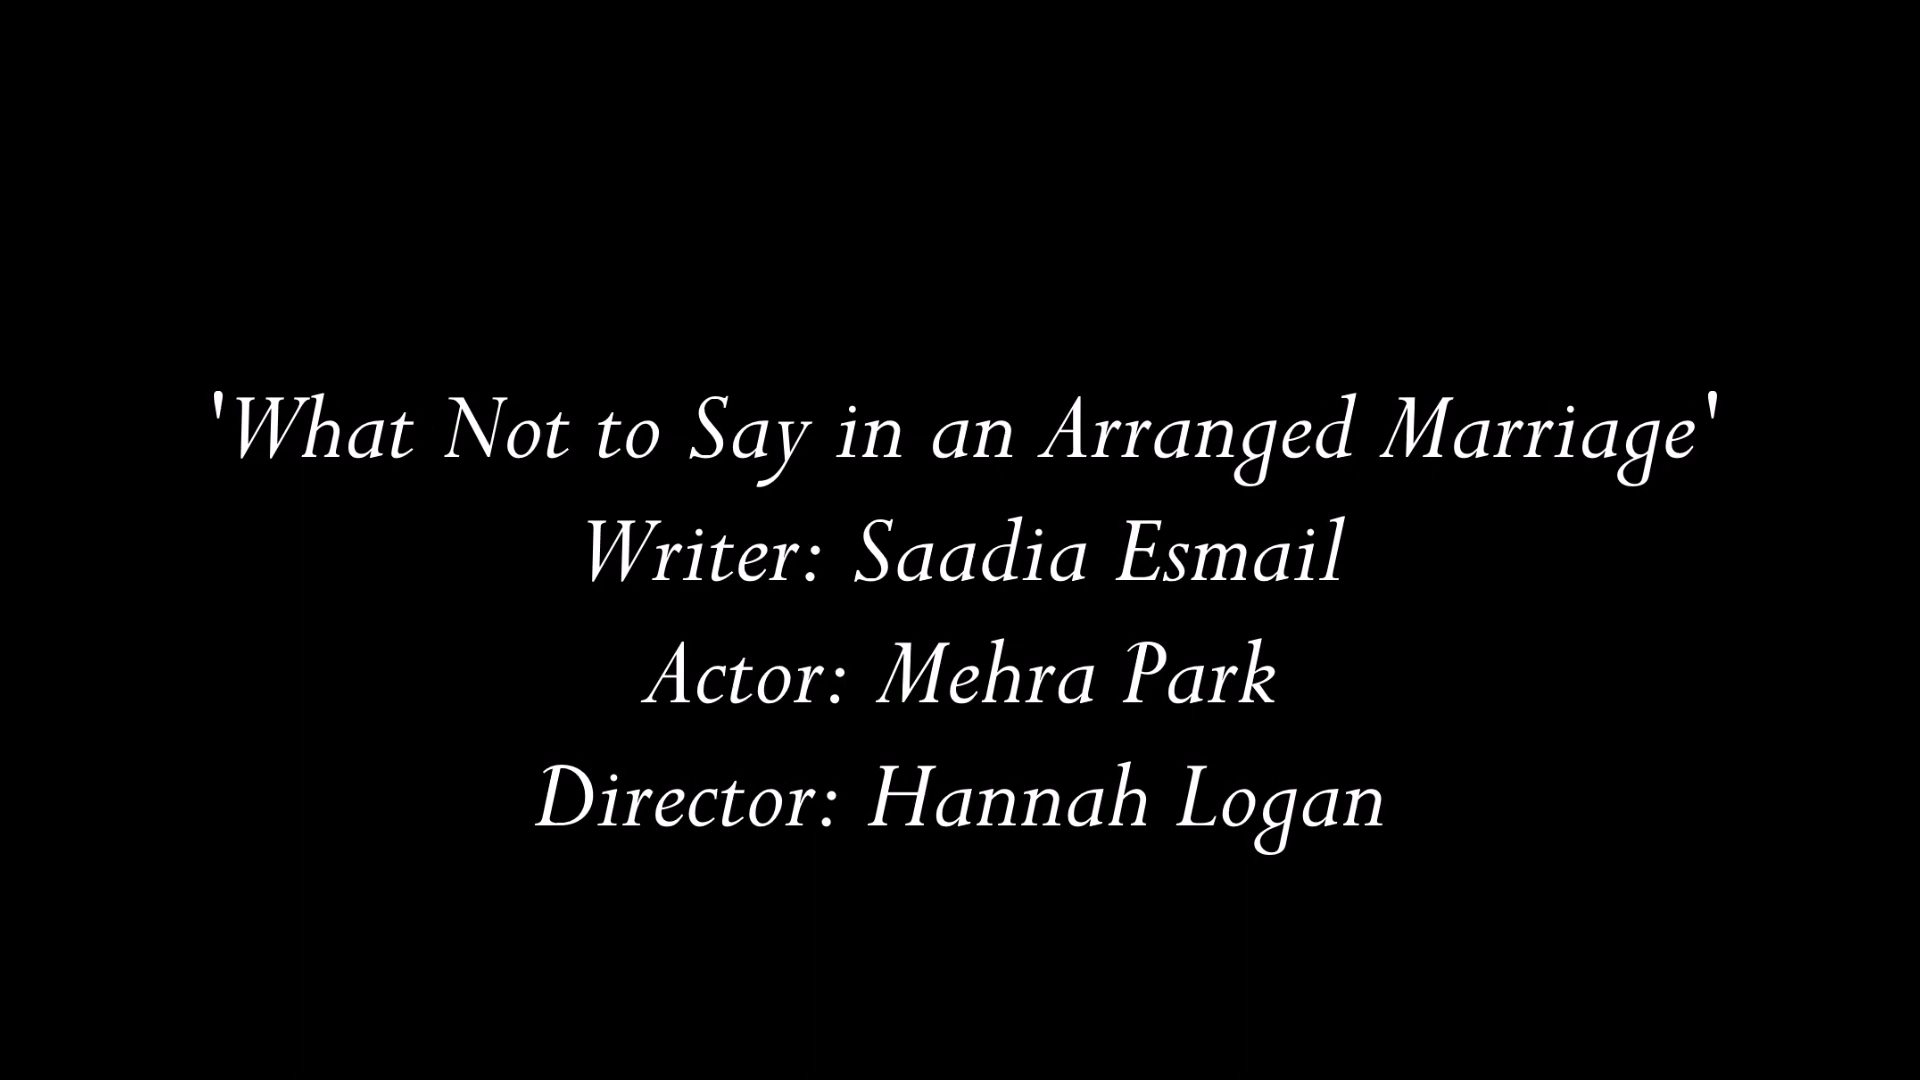 'What Not to Say in an Arranged Marriage'
Writer: Saadia Esmail
Actor: Mehra Park
Director: Hannah Logan